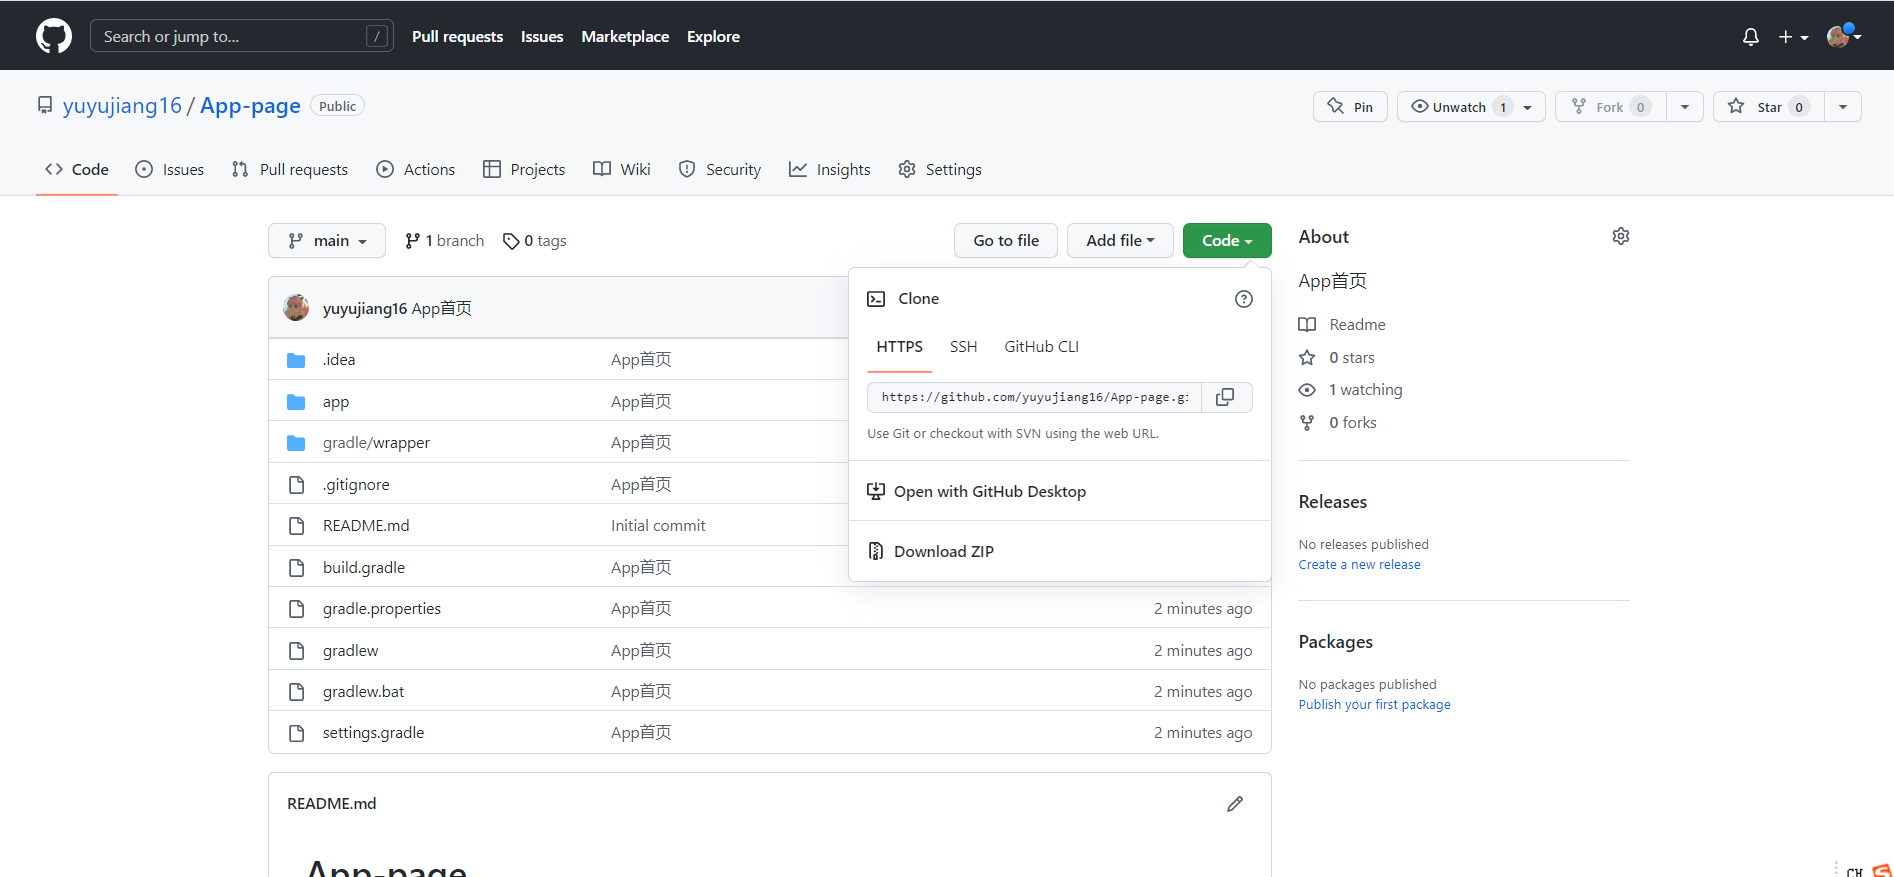 Search or jump to... /
Pull requests Issues Marketplace Explore
yuyujiang16 / App-page Public
Pin Unwatch 1 Fork 0 Star 0
Code Issues Pull requests Actions Projects Wiki Security Insights Settings
main 1 branch 0 tags
Go to file Add file Code
yuyujiang16 App首页
.idea App首页
app App首页
gradle/wrapper App首页
.gitignore App首页
README.md Initial commit
build.gradle App首页
gradle.properties App首页 2 minutes ago
gradlew App首页 2 minutes ago
gradlew.bat App首页 2 minutes ago
settings.gradle App首页 2 minutes ago
Clone
HTTPS SSH GitHub CLI
https://github.com/yuyujiang16/App-page.gi
Use Git or checkout with SVN using the web URL.
Open with GitHub Desktop
Download ZIP
README.md
App-page
About
App首页
Readme
0 stars
1 watching
0 forks
Releases
No releases published
Create a new release
Packages
No packages published
Publish your first package
CH